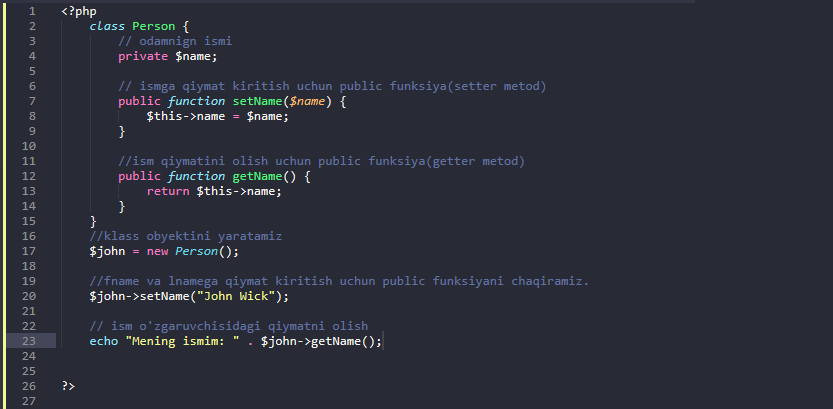 1 <?php
2 class Person {
3 // odamnign ismi
4 private $name;
5
6 // ismga qiymat kiritish uchun public funksiya(setter metod)
7 public function setName($name) {
8 $this->name = $name;
9 }
10
11 //ism qiymatini olish uchun public funksiya(getter metod)
12 public function getName() {
13 return $this->name;
14 }
15 }
16 //klass obyektini yaratamiz
17 $john = new Person();
18
19 //fname va lnamega qiymat kiritish uchun public funksiyani chaqiramiz.
20 $john->setName("John Wick");
21
22 // ism o'zgaruvchisidagi qiymatni olish
23 echo "Mening ismim: " . $john->getName();
24
25
26 ?>
27